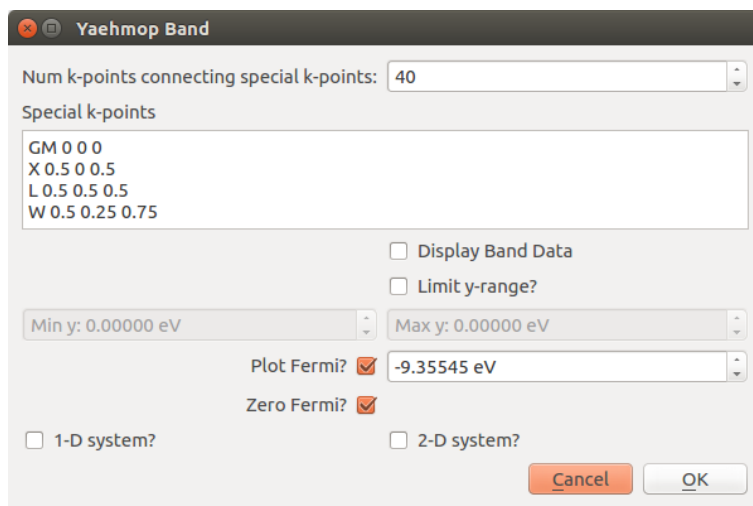 Yaehmop Band
Num k-points connecting special k-points: 40
Special k-points
GM 0 0 0
X 0.5 0 0.5
L 0.5 0.5 0.5
W 0.5 0.25 0.75
Display Band Data
Limit y-range?
Min y: 0.00000 eV Max y: 0.00000 eV
Plot Fermi? -9.35545 eV
Zero Fermi?
1-D system? 2-D system?
Cancel OK